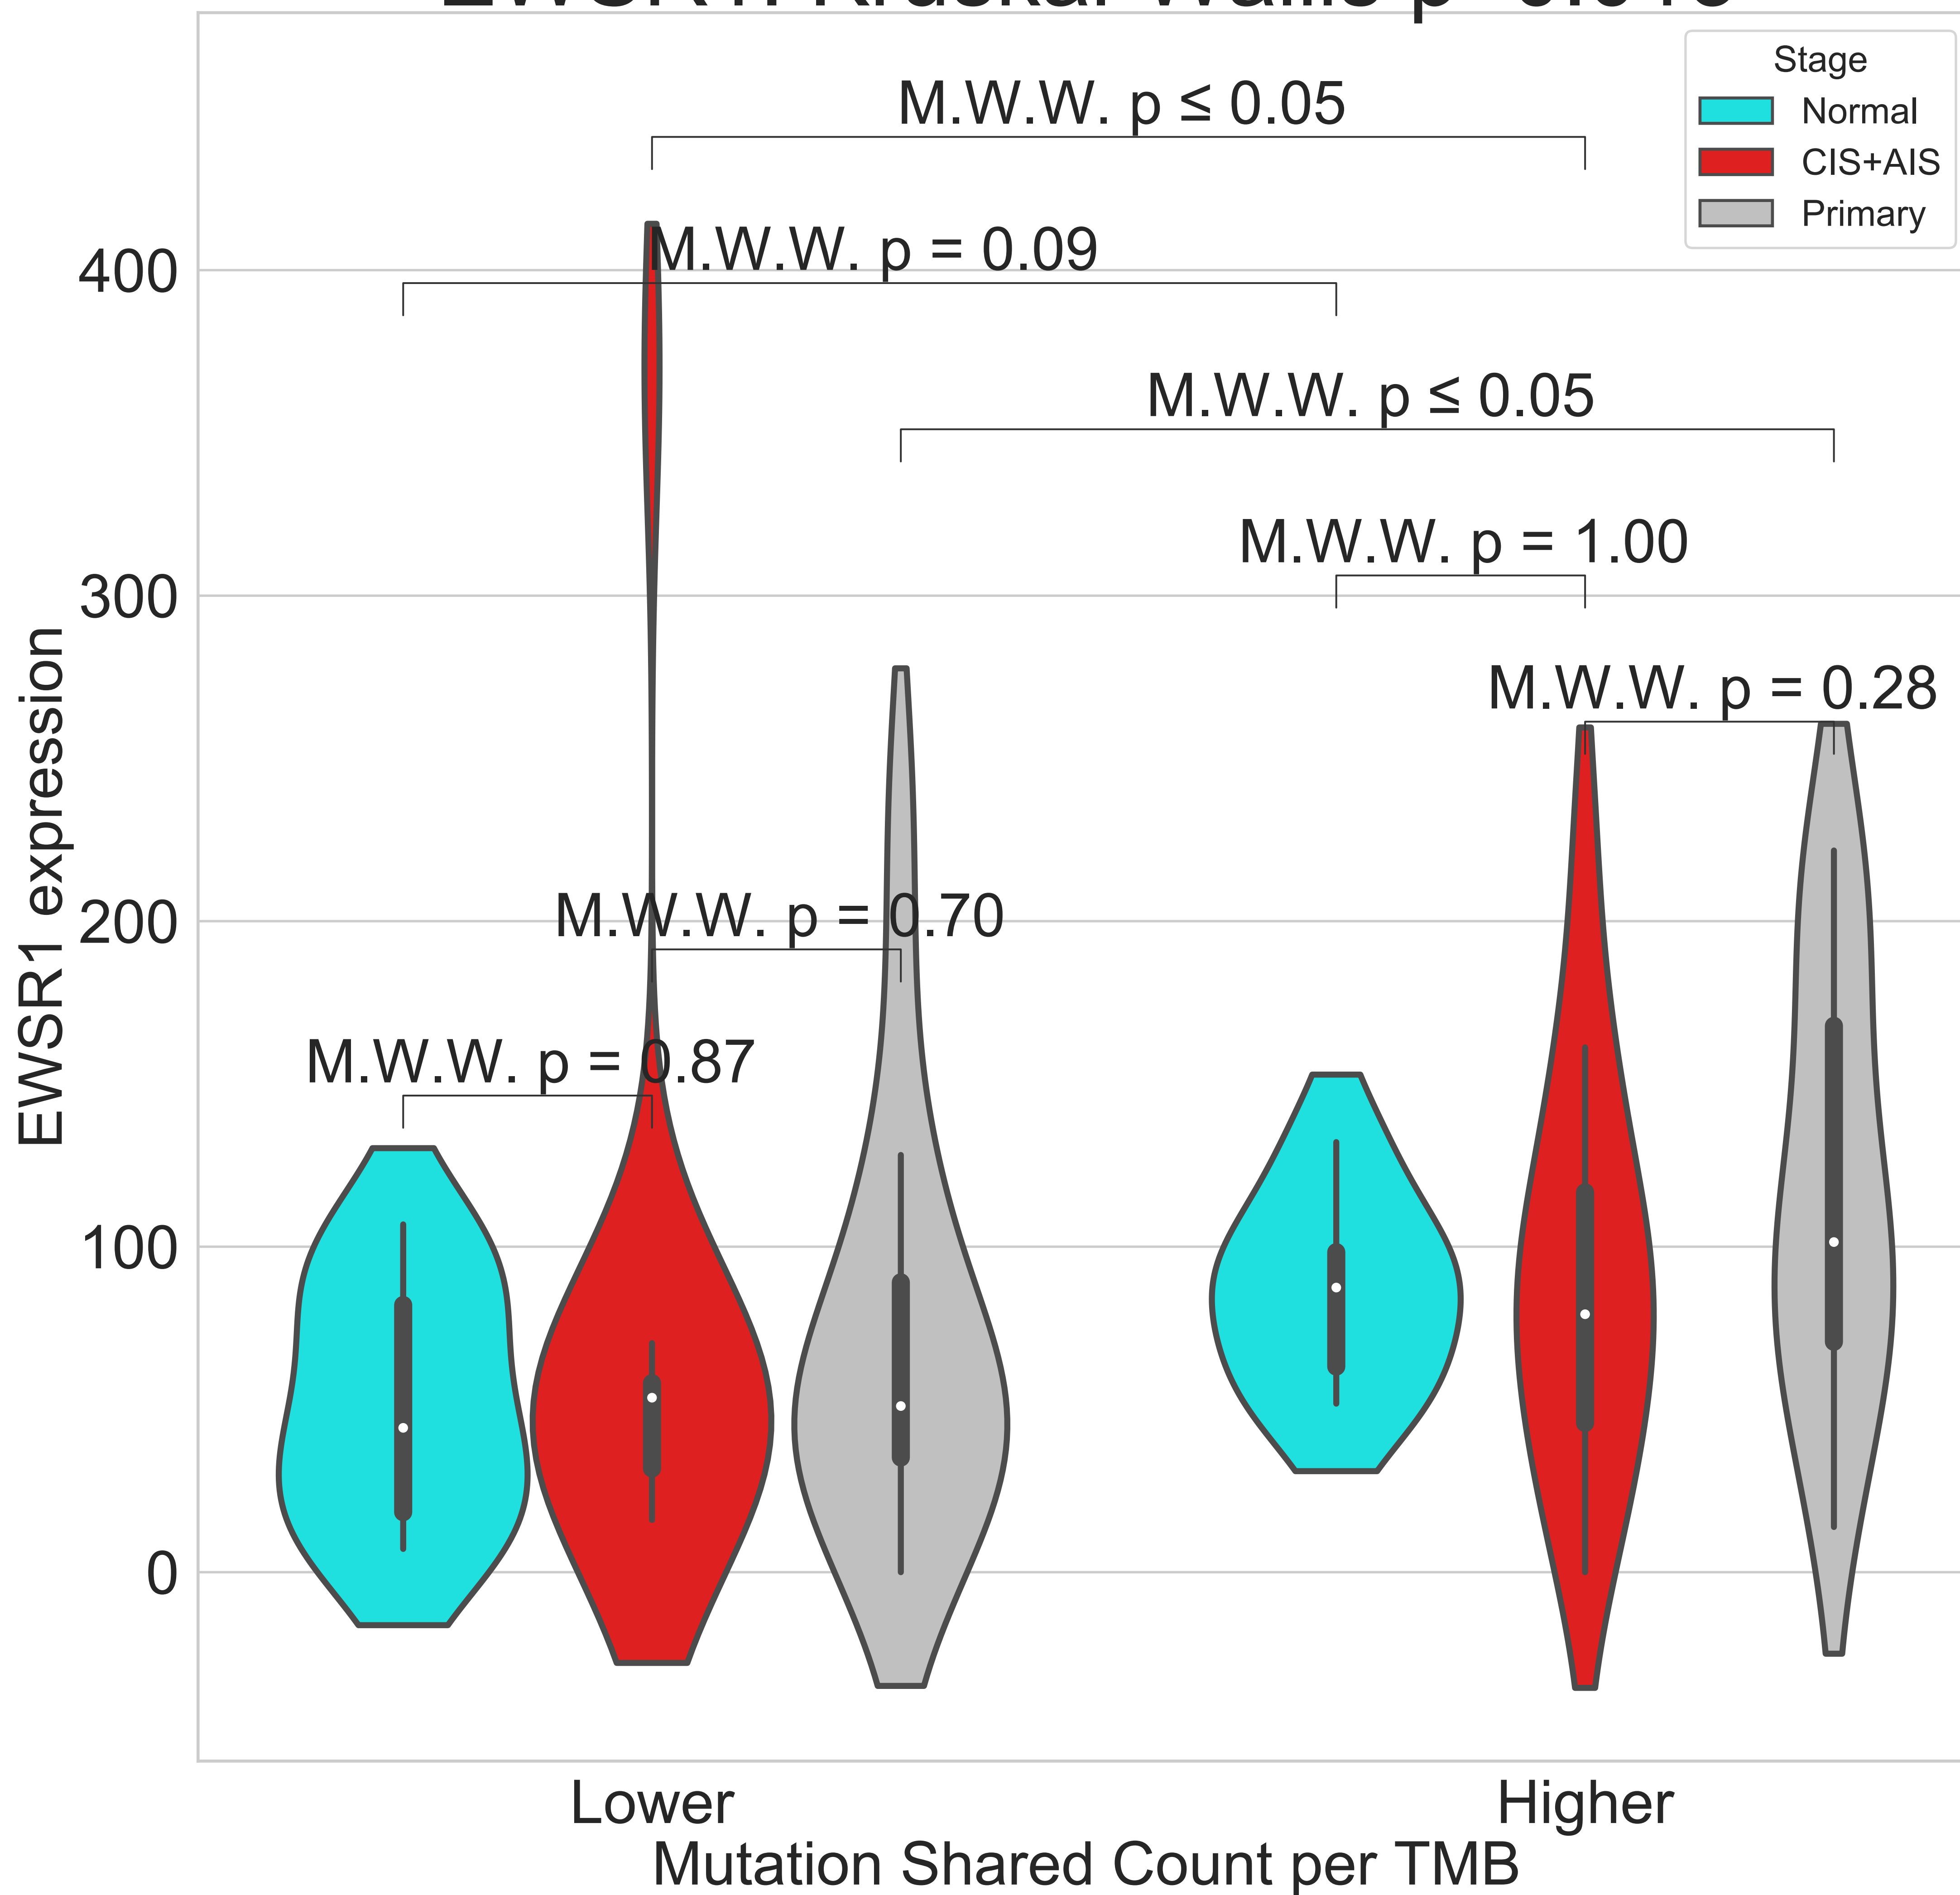 Stage
Normal
CIS+AIS
Primary
M.W.W. p ≤ 0.05
M.W.W. p = 0.09
M.W.W. p ≤ 0.05
M.W.W. p = 1.00
M.W.W. p = 0.28
M.W.W. p = 0.70
M.W.W. p = 0.87
EWSR1 expression
400
300
200
100
0
Lower
Higher
Mutation Shared Count per TMB